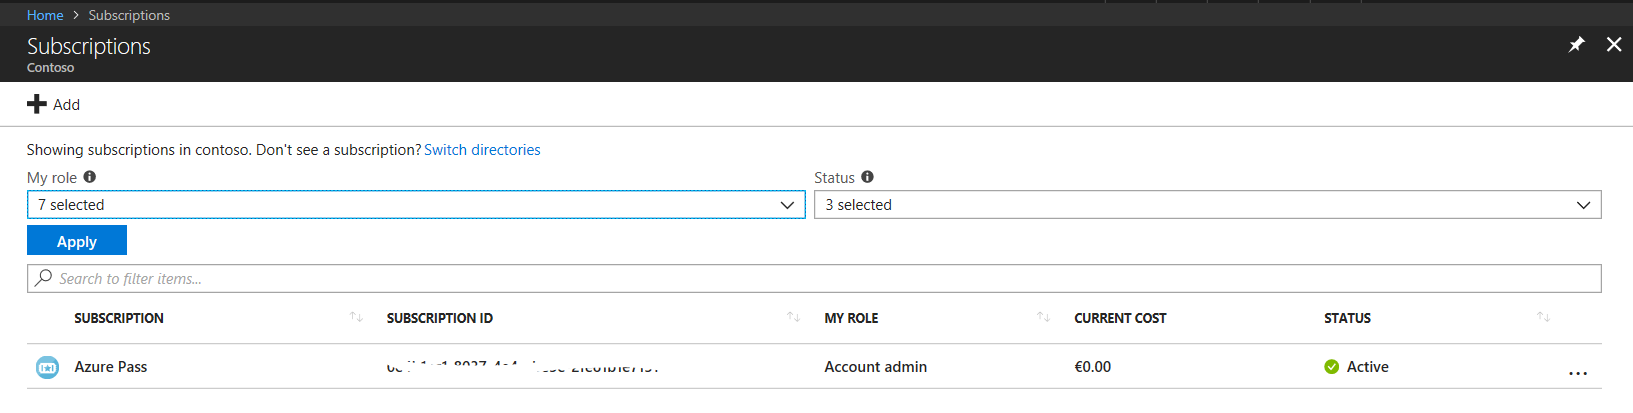 Home > Subscriptions
Subscriptions
Contoso
Add
Showing subscriptions in contoso. Don't see a subscription? Switch directories
My role Status
7 selected 3 selected
Apply
Search to filter items...
SUBSCRIPTION SUBSCRIPTION ID MY ROLE CURRENT COST STATUS
Azure Pass Account admin €0.00 Active ...